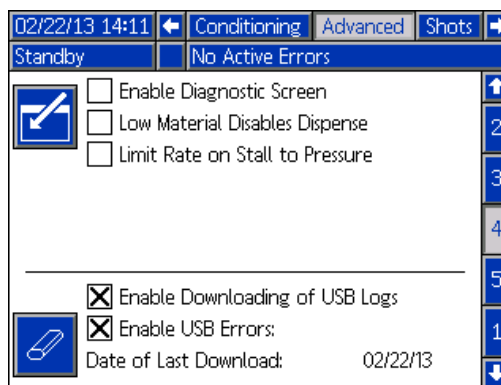 02/22/13 14:11 Conditioning Advanced Shots
Standby No Active Errors
Enable Diagnostic Screen
Low Material Disables Dispense
Limit Rate on Stall to Pressure
2
3
4
5
1
Enable Downloading of USB Logs
Enable USB Errors:
Date of Last Download: 02/22/13